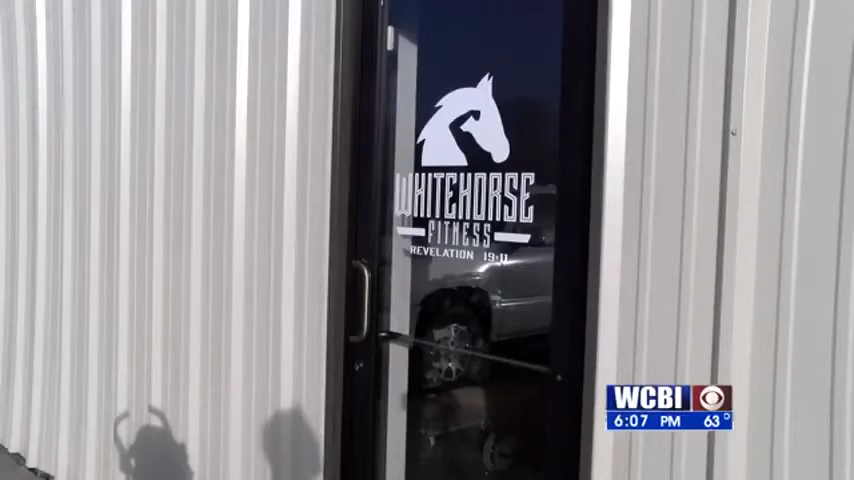 WHITEHORSE
FITNESS
REVELATION 19:11
WCBI
6:07 PM 63°